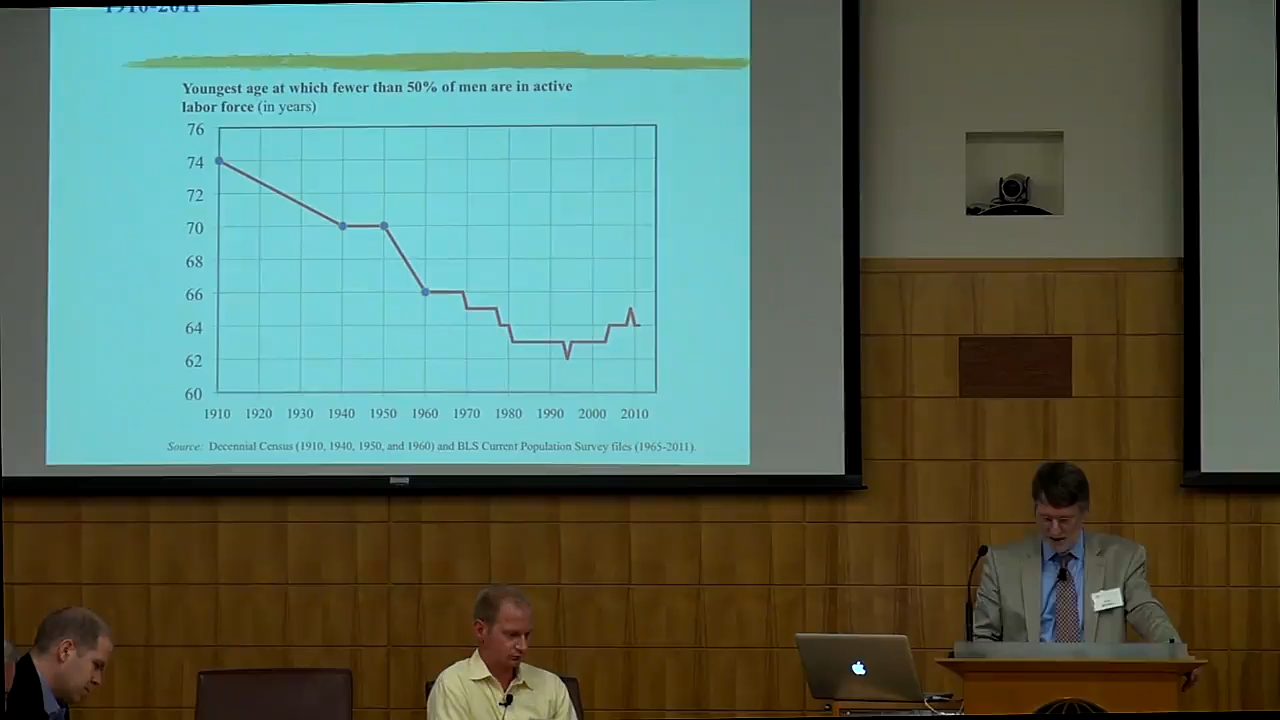 1910-2011
Youngest age at which fewer than 50% of men are in active
labor force (in years)
76
74
72
70
68
66
64
62
60
1910 1920 1930 1940 1950 1960 1970 1980 1990 2000 2010
Source: Decennial Census (1910, 1940, 1950, and 1960) and BLS Current Population Survey files (1965-2011).